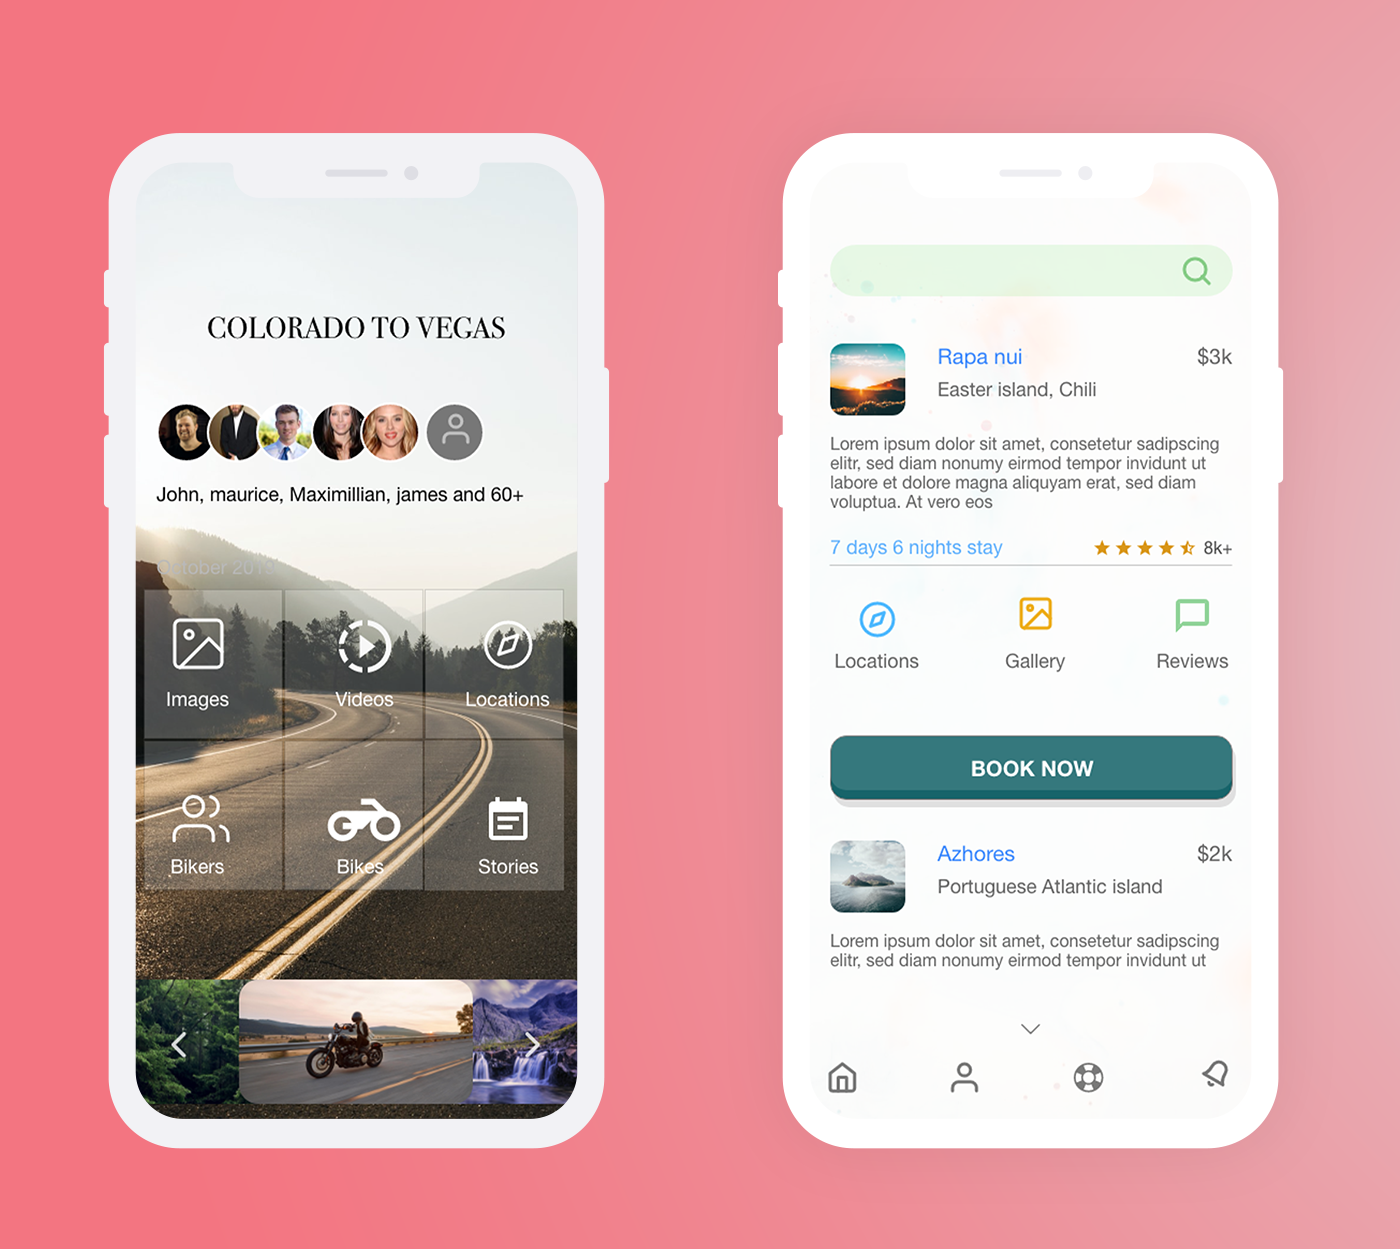 COLORADO TO VEGAS
John, maurice, Maximillian, james and 60+
October 201
Images
Videos
Locations
Bikers
Bikes
Stories
Rapa nui
$3k
Easter island, Chili
Lorem ipsum dolor sit amet, consetetur sadipscing
elitr, sed diam nonumy eirmod tempor invidunt ut
labore et dolore magna aliquyam erat, sed diam
voluptua. At vero eos
7 days 6 nights stay
8k+
Locations
Gallery
Reviews
BOOK NOW
Azhores
$2k
Portuguese Atlantic island
Lorem ipsum dolor sit amet, consetetur sadipscing
elitr, sed diam nonumy eirmod tempor invidunt ut